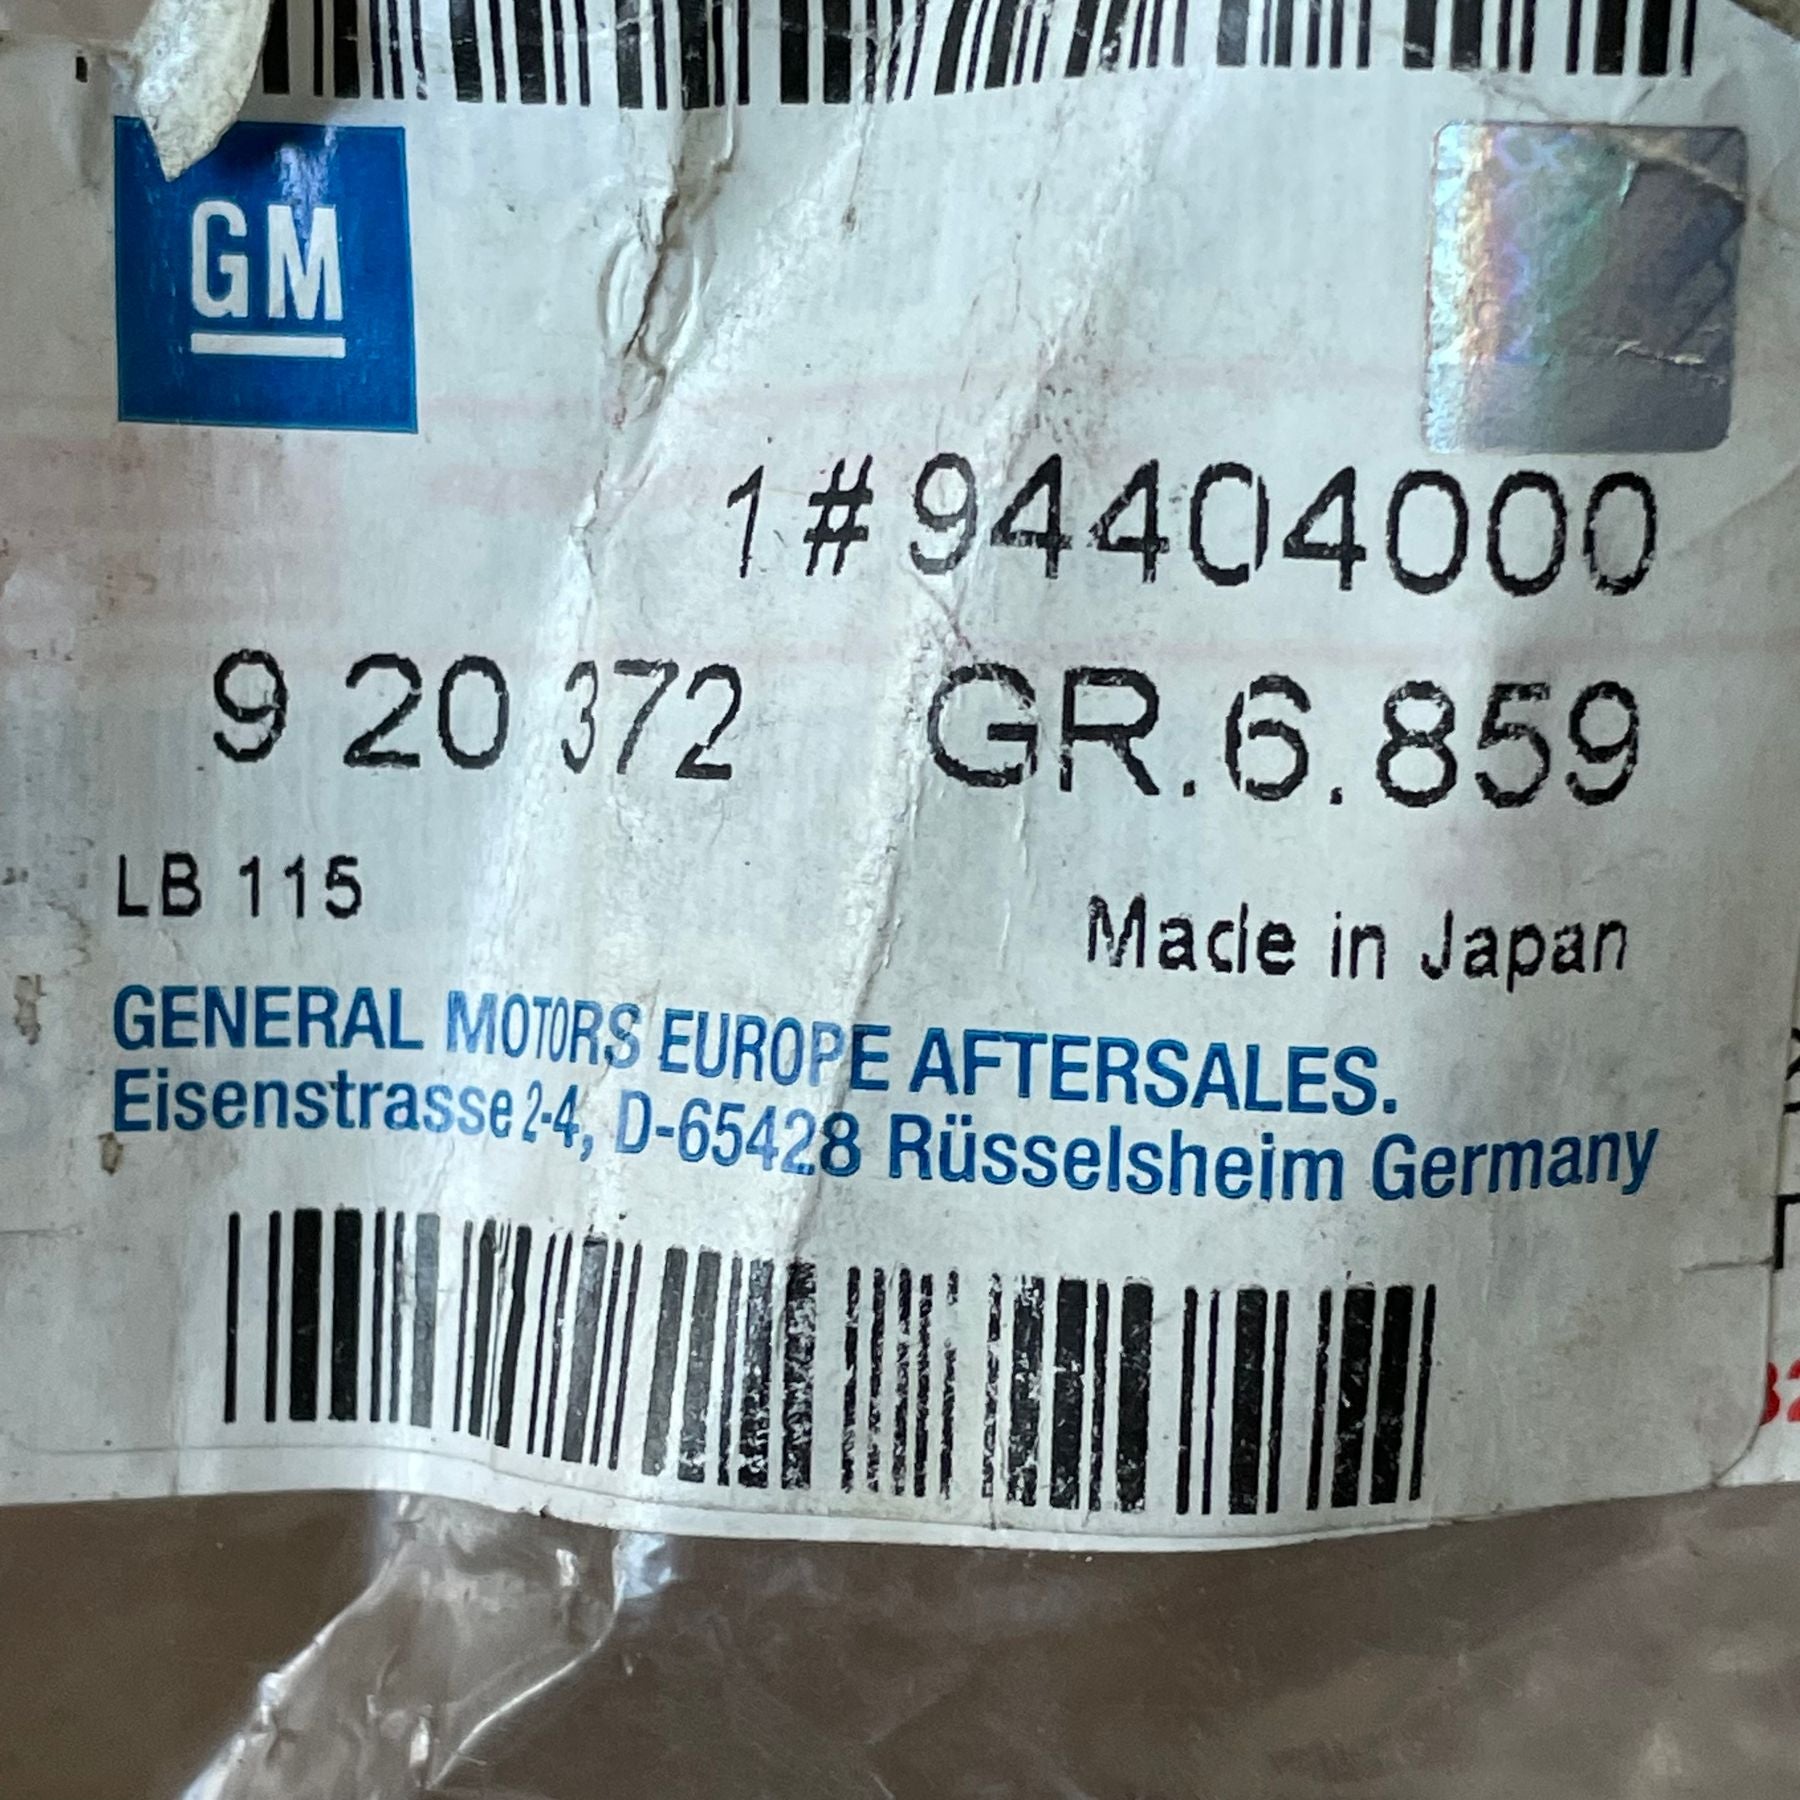 GM
1#94404000
9 20 372 GR.6.859
LB 115
Made in Japan
GENERAL MOTORS EUROPE AFTERSALES.
Eisenstrasse 2-4, D-65428 Rüsselsheim Germany